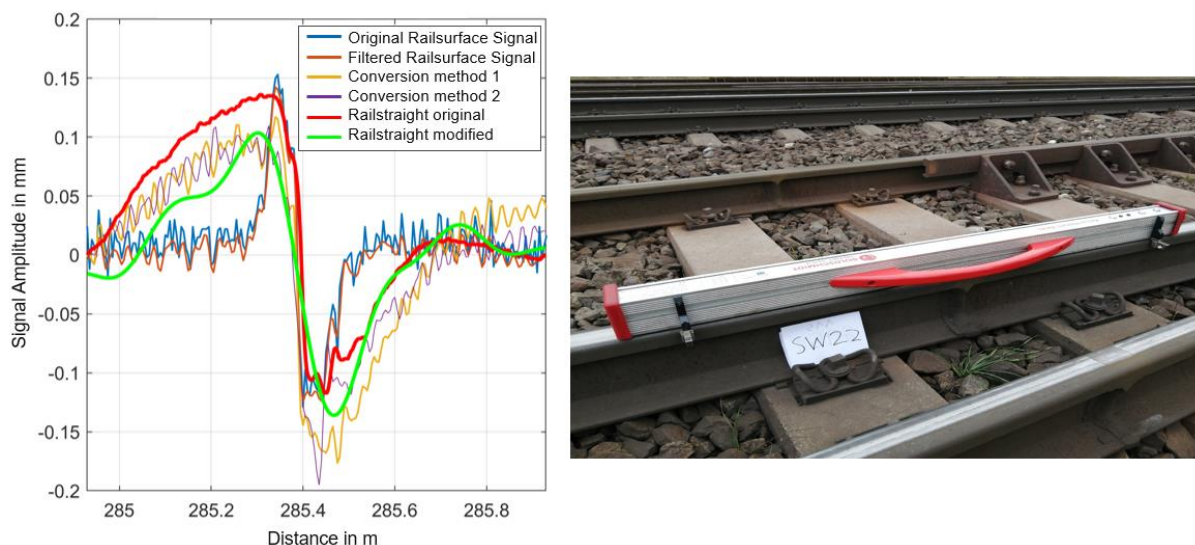 Signal Amplitude in mm
0.2
0.15
0.1
0.05
0
-0.05
-0.1
-0.15
-0.2
Original Railsurface Signal
Filtered Railsurface Signal
Conversion method 1
Conversion method 2
Railstraight original
Railstraight modified
285
285.2
285.4
285.6
285.8
Distance in m
SW22